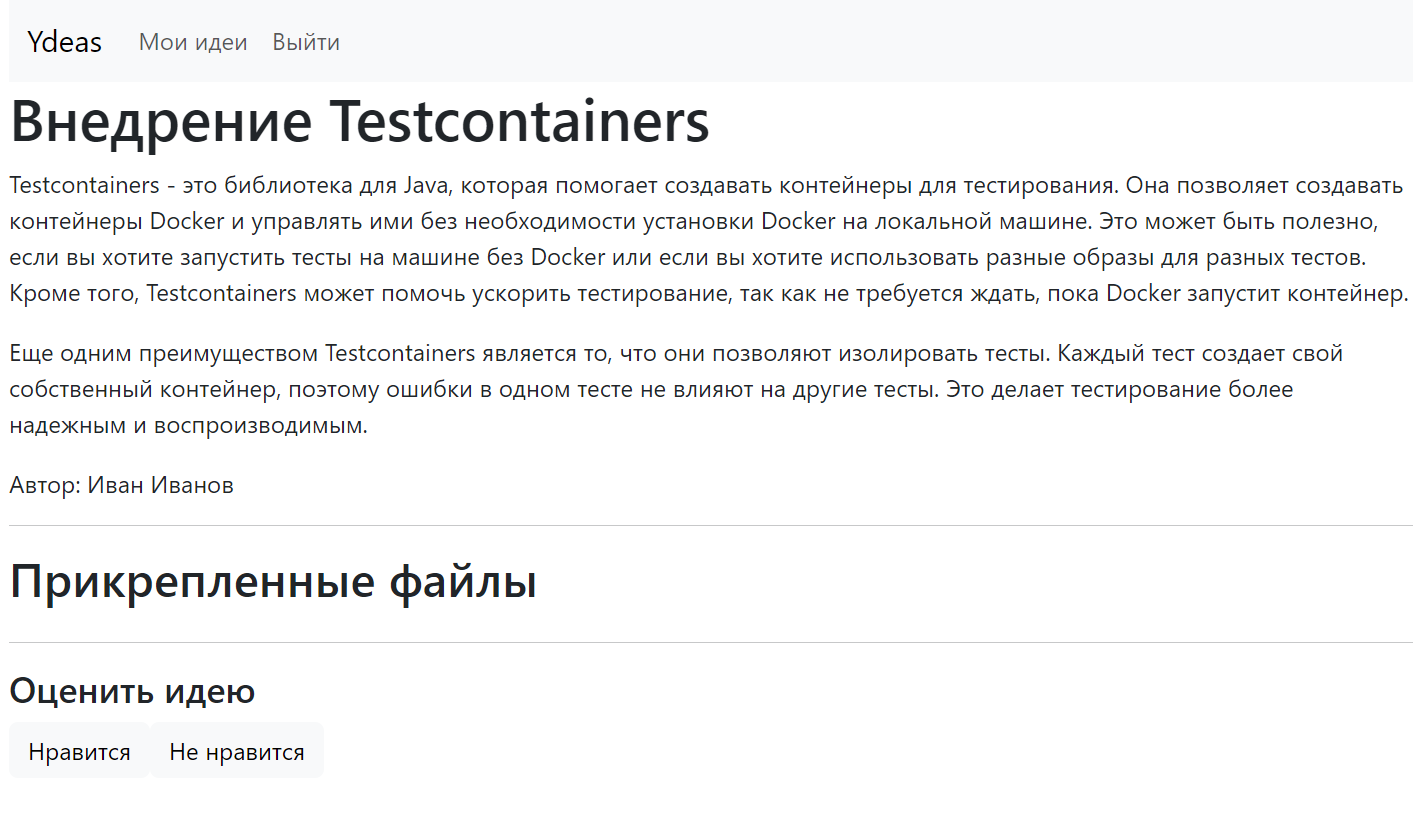 Ydeas Мои идеи Выйти
Внедрение Testcontainers
Testcontainers - это библиотека для Java, которая помогает создавать контейнеры для тестирования. Она позволяет создавать
контейнеры Docker и управлять ими без необходимости установки Docker на локальной машине. Это может быть полезно,
если вы хотите запустить тесты на машине без Docker или если вы хотите использовать разные образы для разных тестов.
Кроме того, Testcontainers может помочь ускорить тестирование, так как не требуется ждать, пока Docker запустит контейнер.
Еще одним преимуществом Testcontainers является то, что они позволяют изолировать тесты. Каждый тест создает свой
собственный контейнер, поэтому ошибки в одном тесте не влияют на другие тесты. Это делает тестирование более
надежным и воспроизводимым.
Автор: Иван Иванов
Прикрепленные файлы
Оценить идею
Нравится Не нравится